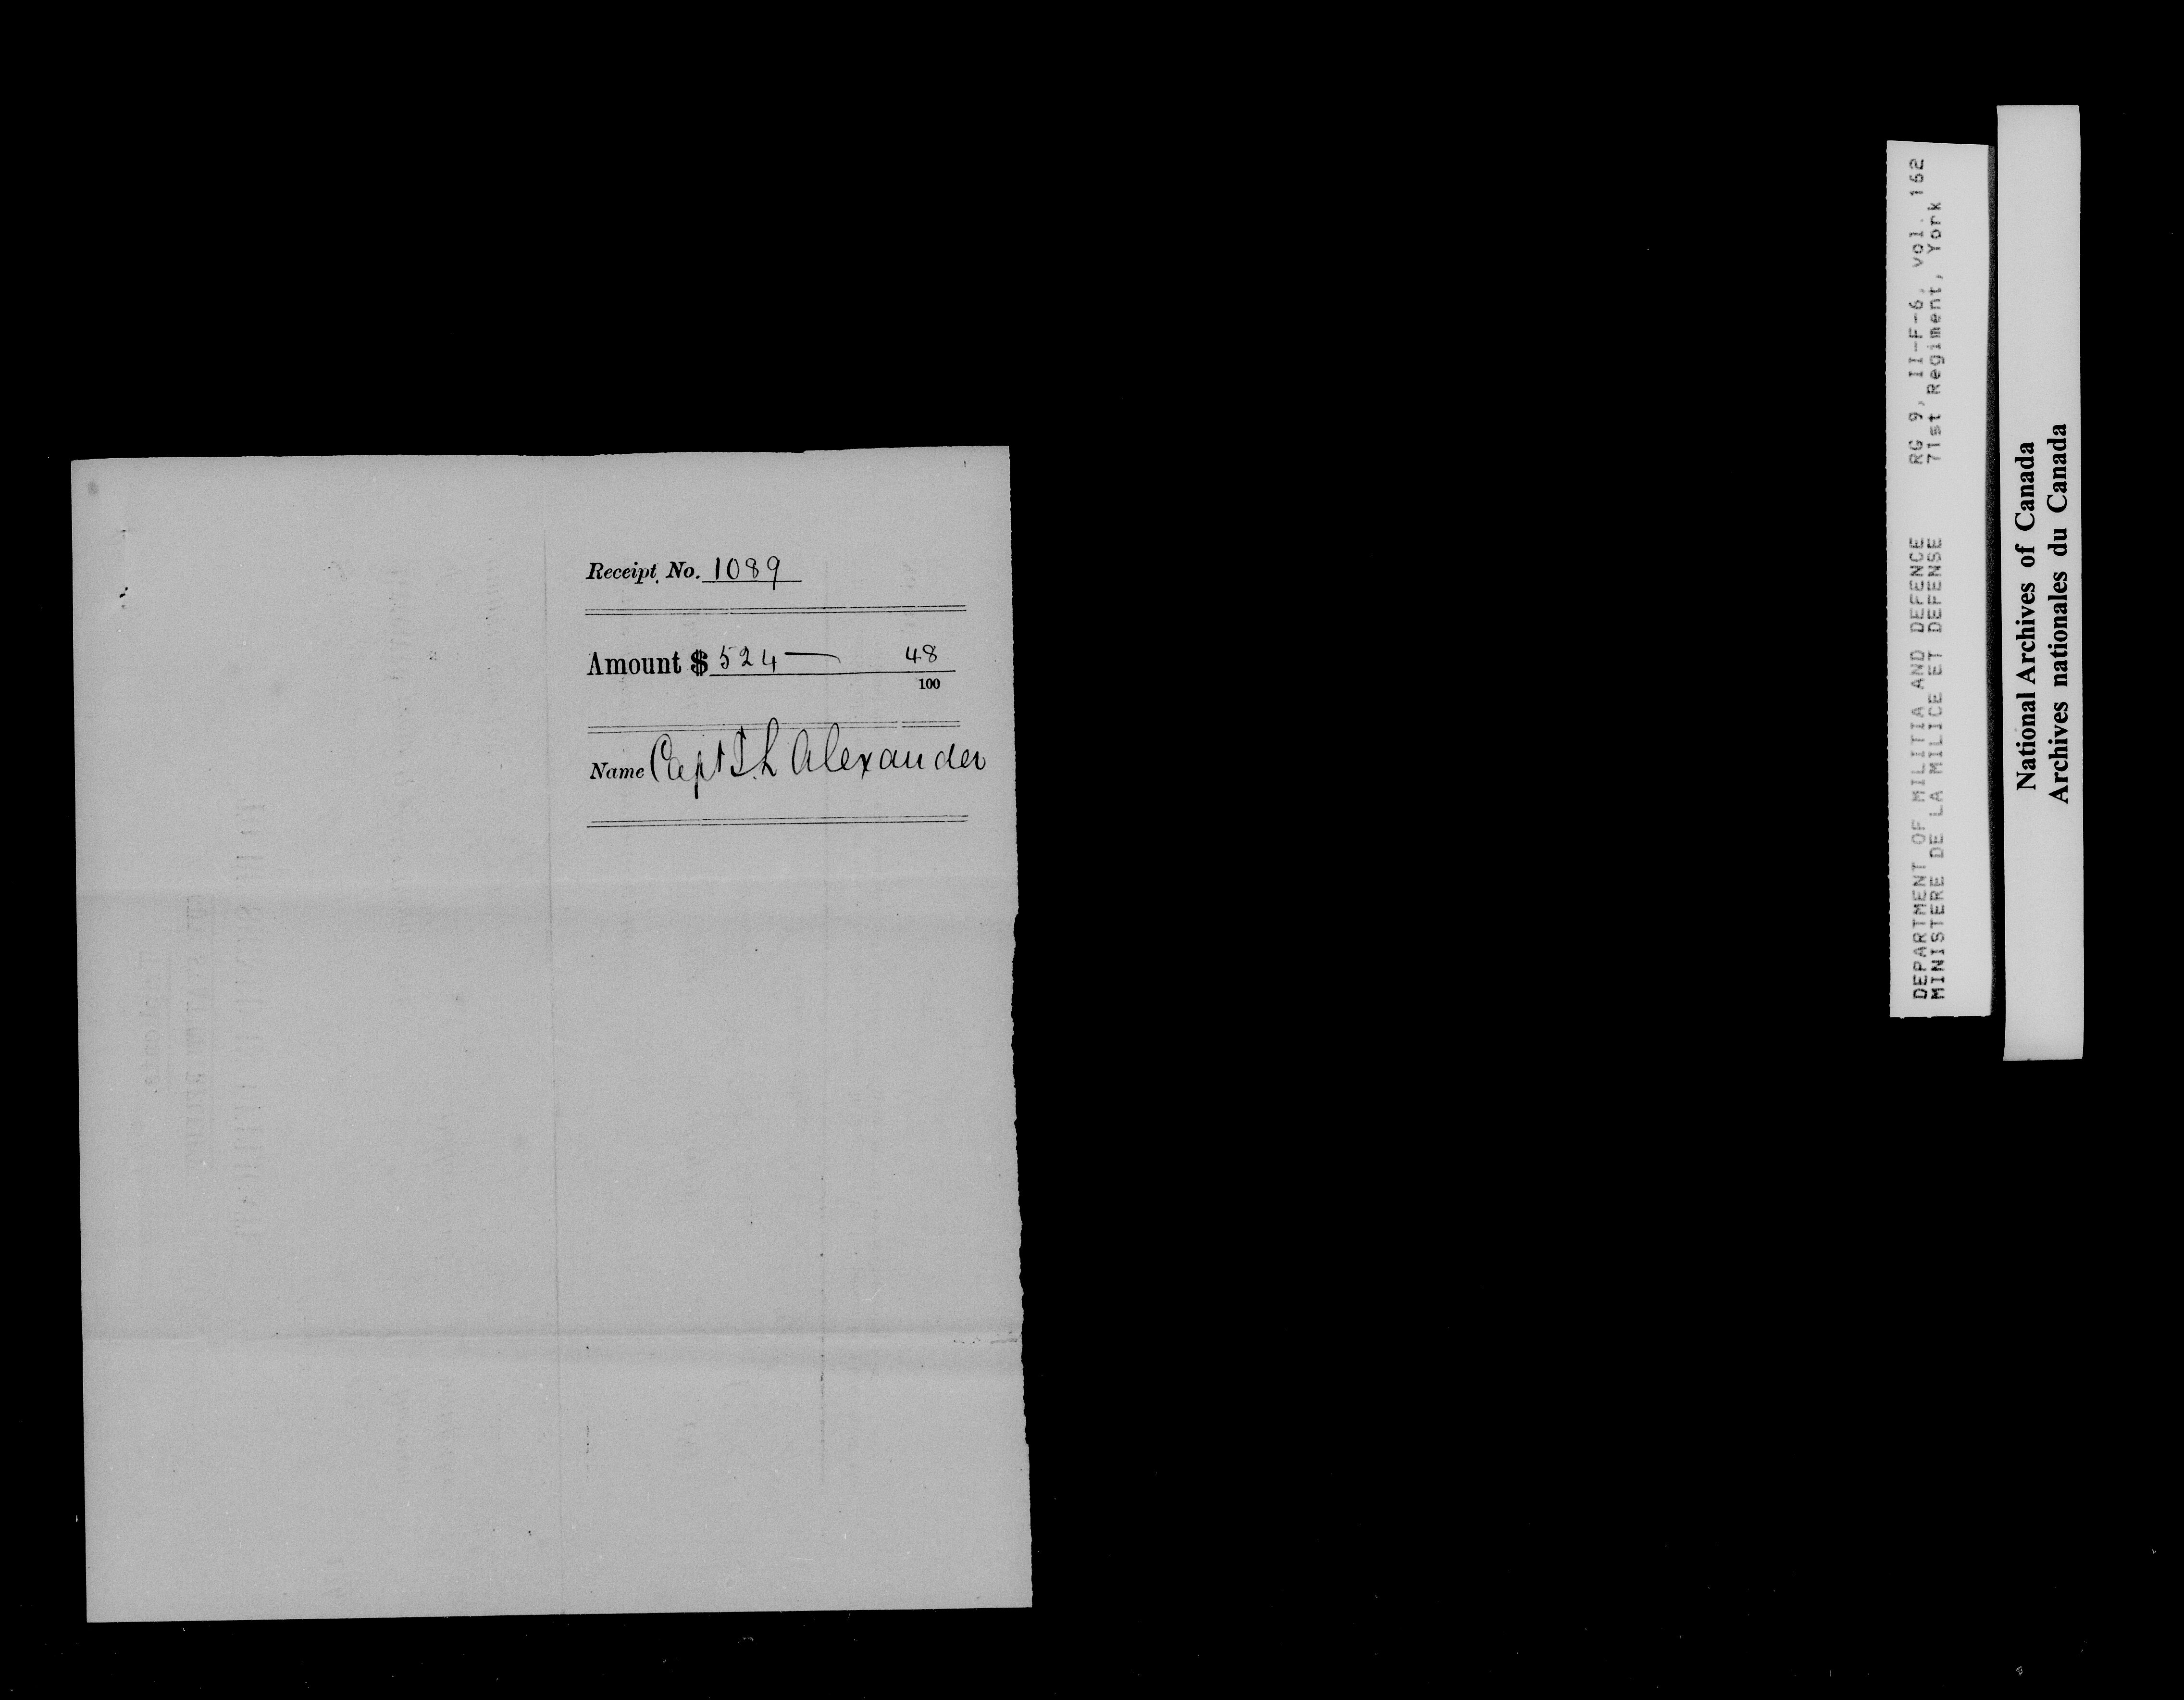 Receipt No. 1089
Amount $ 524 — 48
100
Name Capt S. L Alexander
DEPARTMENT OF MILITIA AND DEFENCE RG 9, II-F-6, vol. 162
MINISTERE DE LA MILICE ET DEFENSE 71st Regiment, York
National Archives of Canada
Archives nationales du Canada